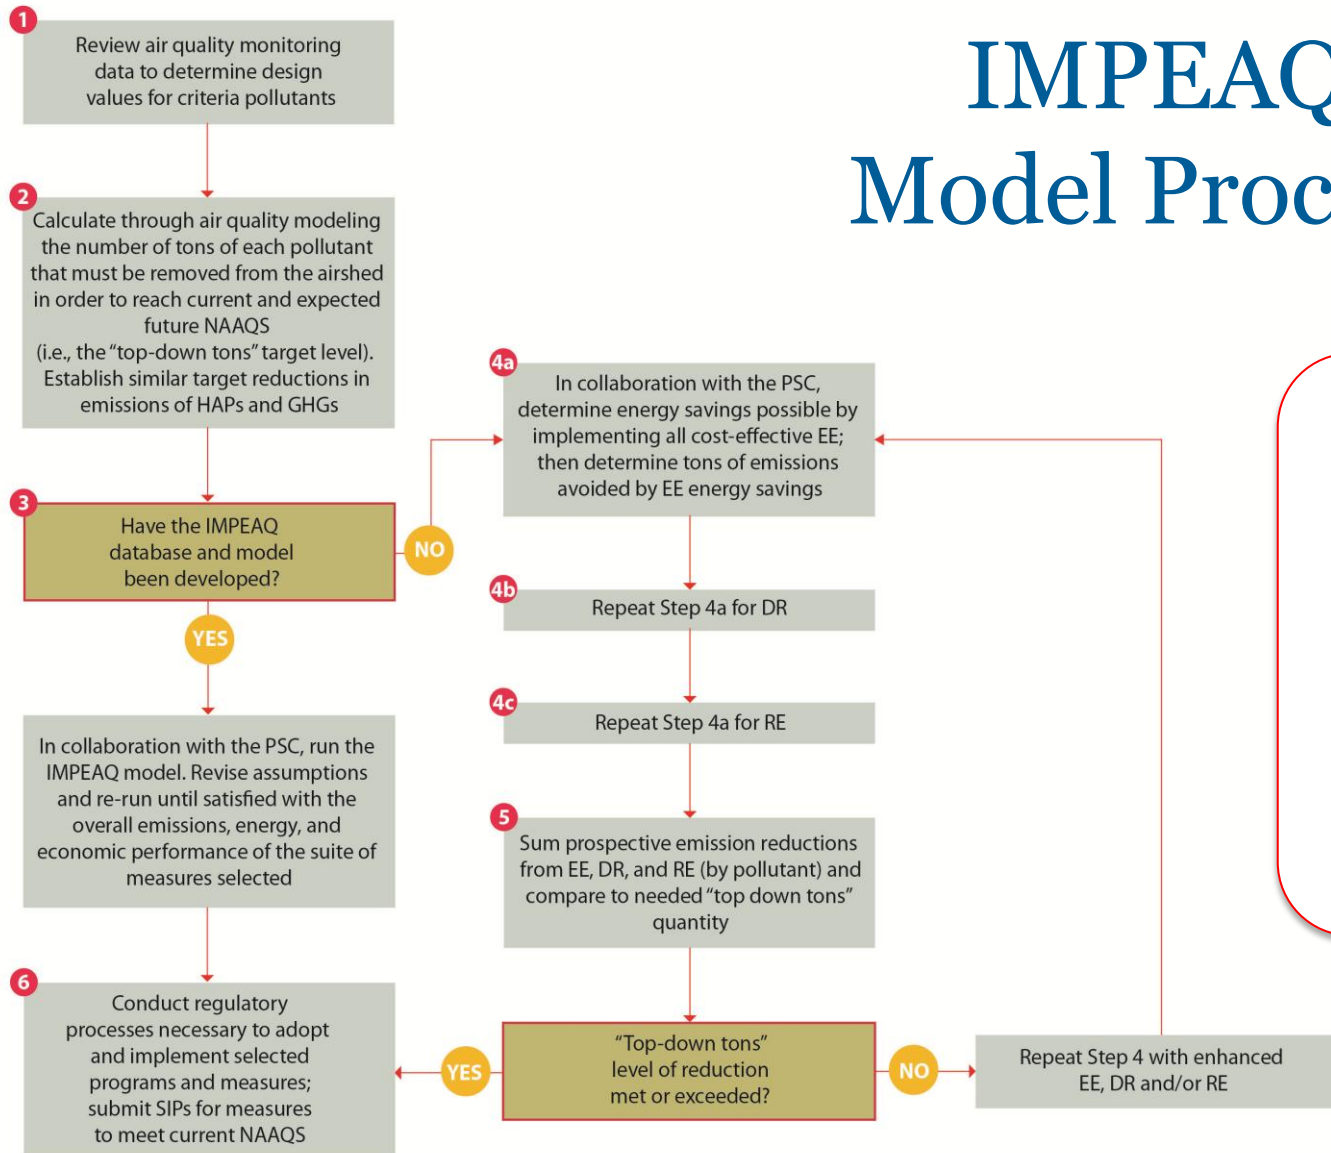 IMPEAQ
Model Proc
1
Review air quality monitoring
data to determine design
values for criteria pollutants
2
Calculate through air quality modeling
the number of tons of each pollutant
that must be removed from the airshed
in order to reach current and expected
future NAAQS
(i.e., the “top-down tons” target level).
Establish similar target reductions in
emissions of HAPs and GHGs
3
Have the IMPEAQ
database and model
been developed?
NO
YES
In collaboration with the PSC, run the
IMPEAQ model. Revise assumptions
and re-run until satisfied with the
overall emissions, energy, and
economic performance of the suite of
measures selected
4a
In collaboration with the PSC,
determine energy savings possible by
implementing all cost-effective EE;
then determine tons of emissions
avoided by EE energy savings
4b
Repeat Step 4a for DR
4c
Repeat Step 4a for RE
5
Sum prospective emission reductions
from EE, DR, and RE (by pollutant) and
compare to needed “top down tons”
quantity
“Top-down tons”
level of reduction
met or exceeded?
NO
Repeat Step 4 with enhanced
EE, DR and/or RE
YES
6
Conduct regulatory
processes necessary to adopt
and implement selected
programs and measures;
submit SIPs for measures
to meet current NAAQS